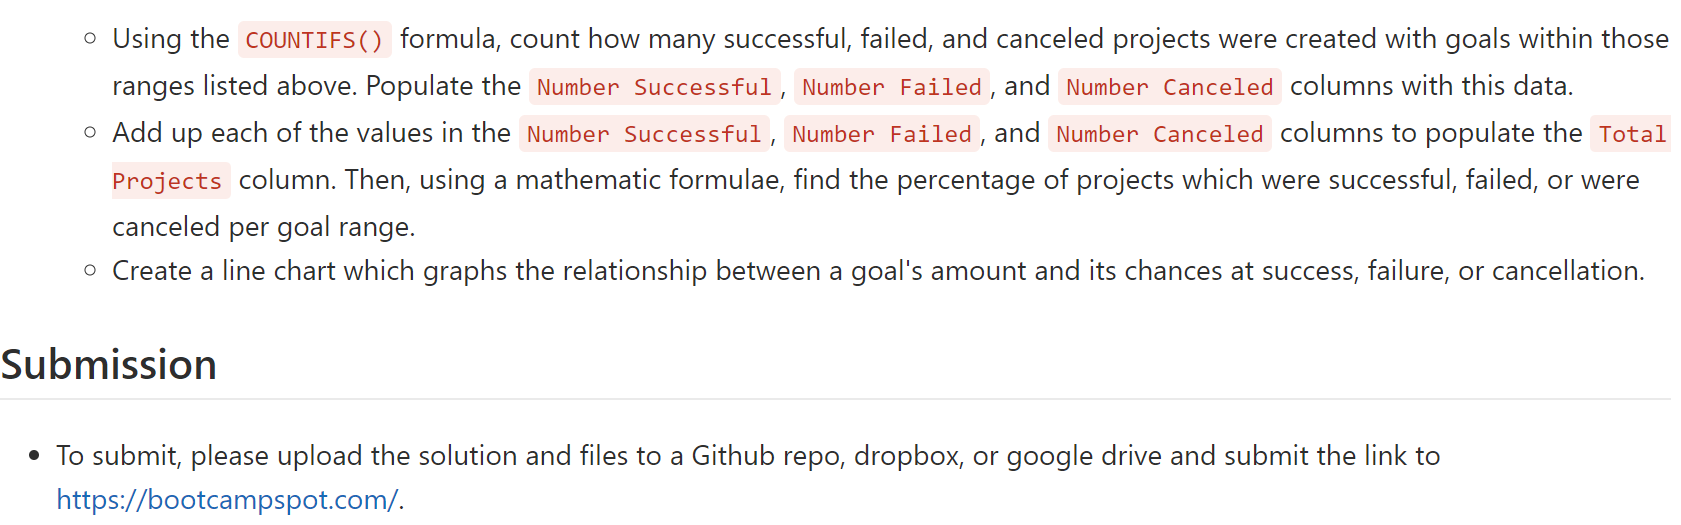 Using the COUNTIFS() formula, count how many successful, failed, and canceled projects were created with goals within those
ranges listed above. Populate the Number Successful, Number Failed, and Number Canceled columns with this data.
Add up each of the values in the Number Successful, Number Failed, and Number Canceled columns to populate the Total
Projects column. Then, using a mathematic formulae, find the percentage of projects which were successful, failed, or were
canceled per goal range.
Create a line chart which graphs the relationship between a goal's amount and its chances at success, failure, or cancellation.
Submission
To submit, please upload the solution and files to a Github repo, dropbox, or google drive and submit the link to
https://bootcampspot.com/.